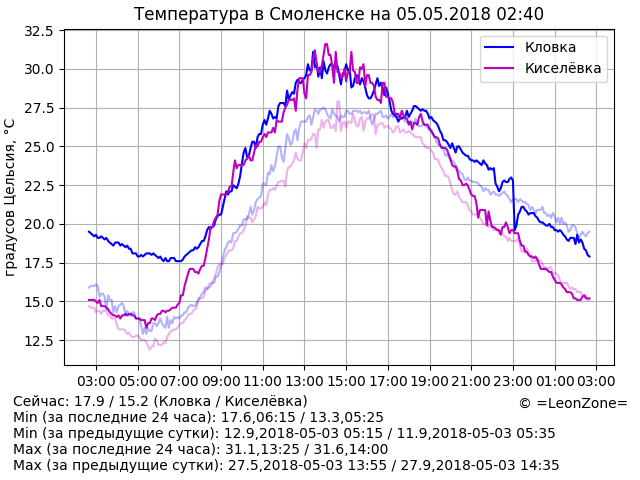 Температура в Смоленске на 05.05.2018 02:40
градусов Цельсия, °C
32.5
30.0
27.5
25.0
22.5
20.0
17.5
15.0
12.5
Кловка
Киселёвка
03:00 05:00 07:00 09:00 11:00 13:00 15:00 17:00 19:00 21:00 23:00 01:00 03:00
Сейчас: 17.9 / 15.2 (Кловка / Киселёвка)
© =LeonZone=
Min (за последние 24 часа): 17.6,06:15 / 13.3,05:25
Min (за предыдущие сутки): 12.9,2018-05-03 05:15 / 11.9,2018-05-03 05:35
Max (за последние 24 часа): 31.1,13:25 / 31.6,14:00
Max (за предыдущие сутки): 27.5,2018-05-03 13:55 / 27.9,2018-05-03 14:35